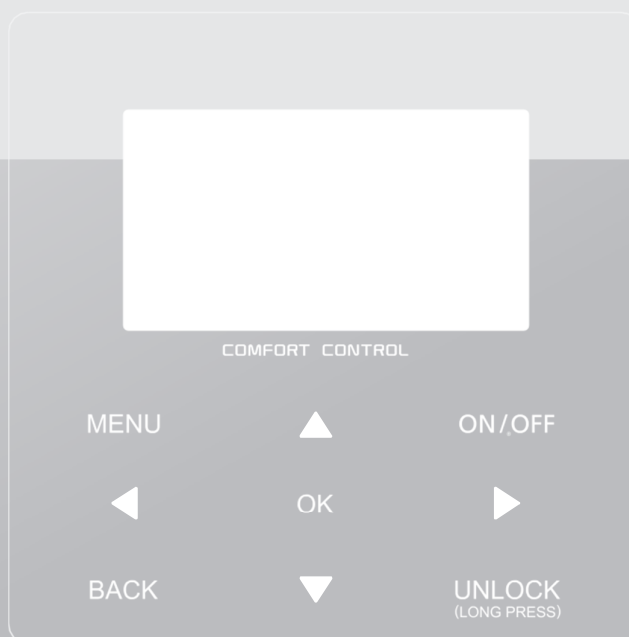 COMFORT CONTROL
MENU
ON/OFF
OK
BACK
UNLOCK
(LONG PRESS)